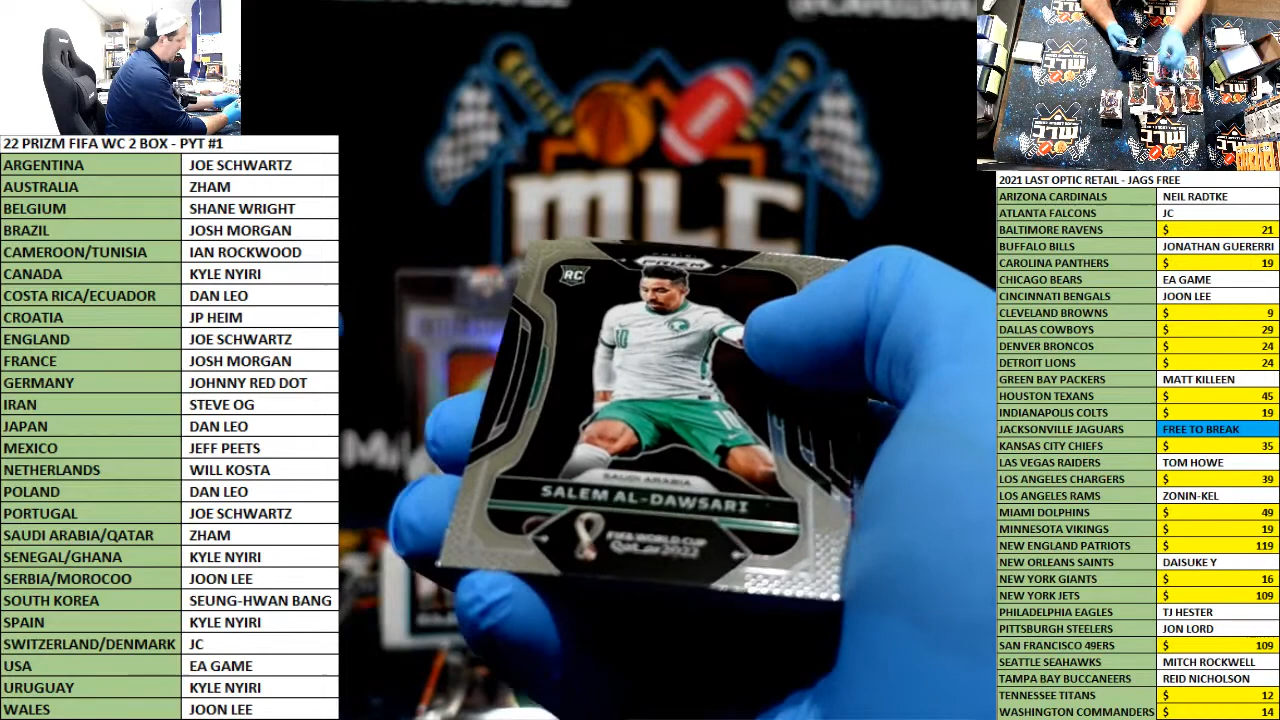 22 PRIZM FIFA WC 2 BOX - PYT #1
ARGENTINA JOE SCHWARTZ
AUSTRALIA ZHAM
BELGIUM SHANE WRIGHT
BRAZIL JOSH MORGAN
CAMEROON/TUNISIA IAN ROCKWOOD
CANADA KYLE NYIRI
COSTA RICA/ECUADOR DAN LEO
CROATIA JP HEIM
ENGLAND JOE SCHWARTZ
FRANCE JOSH MORGAN
GERMANY JOHNNY RED DOT
IRAN STEVE OG
JAPAN DAN LEO
MEXICO JEFF PEETS
NETHERLANDS WILL KOSTA
POLAND DAN LEO
PORTUGAL JOE SCHWARTZ
SAUDI ARABIA/QATAR ZHAM
SENEGAL/GHANA KYLE NYIRI
SERBIA/MOROCOO JOON LEE
SOUTH KOREA SEUNG-HWAN BANG
SPAIN KYLE NYIRI
SWITZERLAND/DENMARK JC
USA EA GAME
URUGUAY KYLE NYIRI
WALES JOON LEE
MLC
PRIZM
RC
10
10
SAUDI ARABIA
SALEM AL-DAWSARI
FIFA WORLD CUP
Qatar2022
2021 LAST OPTIC RETAIL - JAGS FREE
ARIZONA CARDINALS NEIL RADTKE
ATLANTA FALCONS JC
BALTIMORE RAVENS $ 21
BUFFALO BILLS JONATHAN GUERERRI
CAROLINA PANTHERS $ 19
CHICAGO BEARS EA GAME
CINCINNATI BENGALS JOON LEE
CLEVELAND BROWNS $ 9
DALLAS COWBOYS $ 29
DENVER BRONCOS $ 24
DETROIT LIONS $ 24
GREEN BAY PACKERS MATT KILLEEN
HOUSTON TEXANS $ 45
INDIANAPOLIS COLTS $ 19
JACKSONVILLE JAGUARS FREE TO BREAK
KANSAS CITY CHIEFS $ 35
LAS VEGAS RAIDERS TOM HOWE
LOS ANGELES CHARGERS $ 39
LOS ANGELES RAMS ZONIN-KEL
MIAMI DOLPHINS $ 49
MINNESOTA VIKINGS $ 19
NEW ENGLAND PATRIOTS $ 119
NEW ORLEANS SAINTS DAISUKE Y
NEW YORK GIANTS $ 16
NEW YORK JETS $ 109
PHILADELPHIA EAGLES TJ HESTER
PITTSBURGH STEELERS JON LORD
SAN FRANCISCO 49ERS $ 109
SEATTLE SEAHAWKS MITCH ROCKWELL
TAMPA BAY BUCANEERS REID NICHOLSON
TENNESSEE TITANS $ 12
WASHINGTON COMMANDERS $ 14